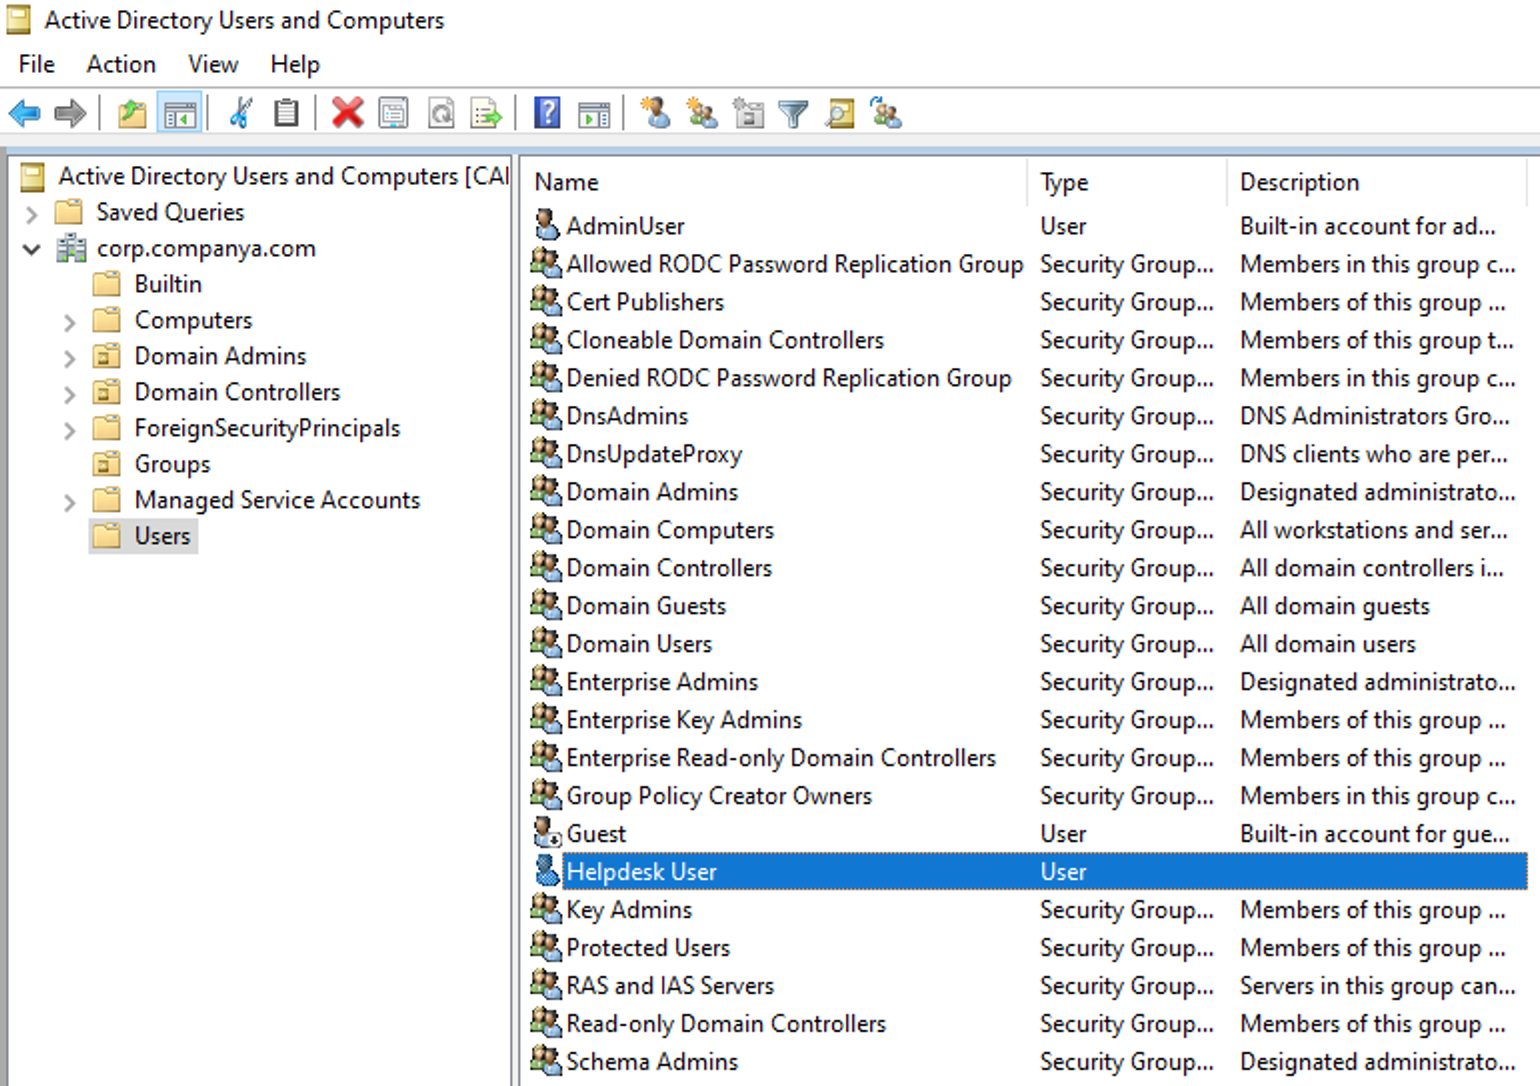 Active Directory Users and Computers
File Action View Help
Active Directory Users and Computers [CAI
Saved Queries
corp.companya.com
Builtin
Computers
Domain Admins
Domain Controllers
ForeignSecurityPrincipals
Groups
Managed Service Accounts
Users
Name Type Description
AdminUser User Built-in account for ad...
Allowed RODC Password Replication Group Security Group... Members in this group c...
Cert Publishers Security Group... Members of this group ...
Cloneable Domain Controllers Security Group... Members of this group t...
Denied RODC Password Replication Group Security Group... Members in this group c...
DnsAdmins Security Group... DNS Administrators Gro...
DnsUpdateProxy Security Group... DNS clients who are per...
Domain Admins Security Group... Designated administrato...
Domain Computers Security Group... All workstations and ser...
Domain Controllers Security Group... All domain controllers i...
Domain Guests Security Group... All domain guests
Domain Users Security Group... All domain users
Enterprise Admins Security Group... Designated administrato...
Enterprise Key Admins Security Group... Members of this group ...
Enterprise Read-only Domain Controllers Security Group... Members of this group ...
Group Policy Creator Owners Security Group... Members in this group c...
Guest User Built-in account for gue...
Helpdesk User User
Key Admins Security Group... Members of this group ...
Protected Users Security Group... Members of this group ...
RAS and IAS Servers Security Group... Servers in this group can...
Read-only Domain Controllers Security Group... Members of this group ...
Schema Admins Security Group... Designated administrato...